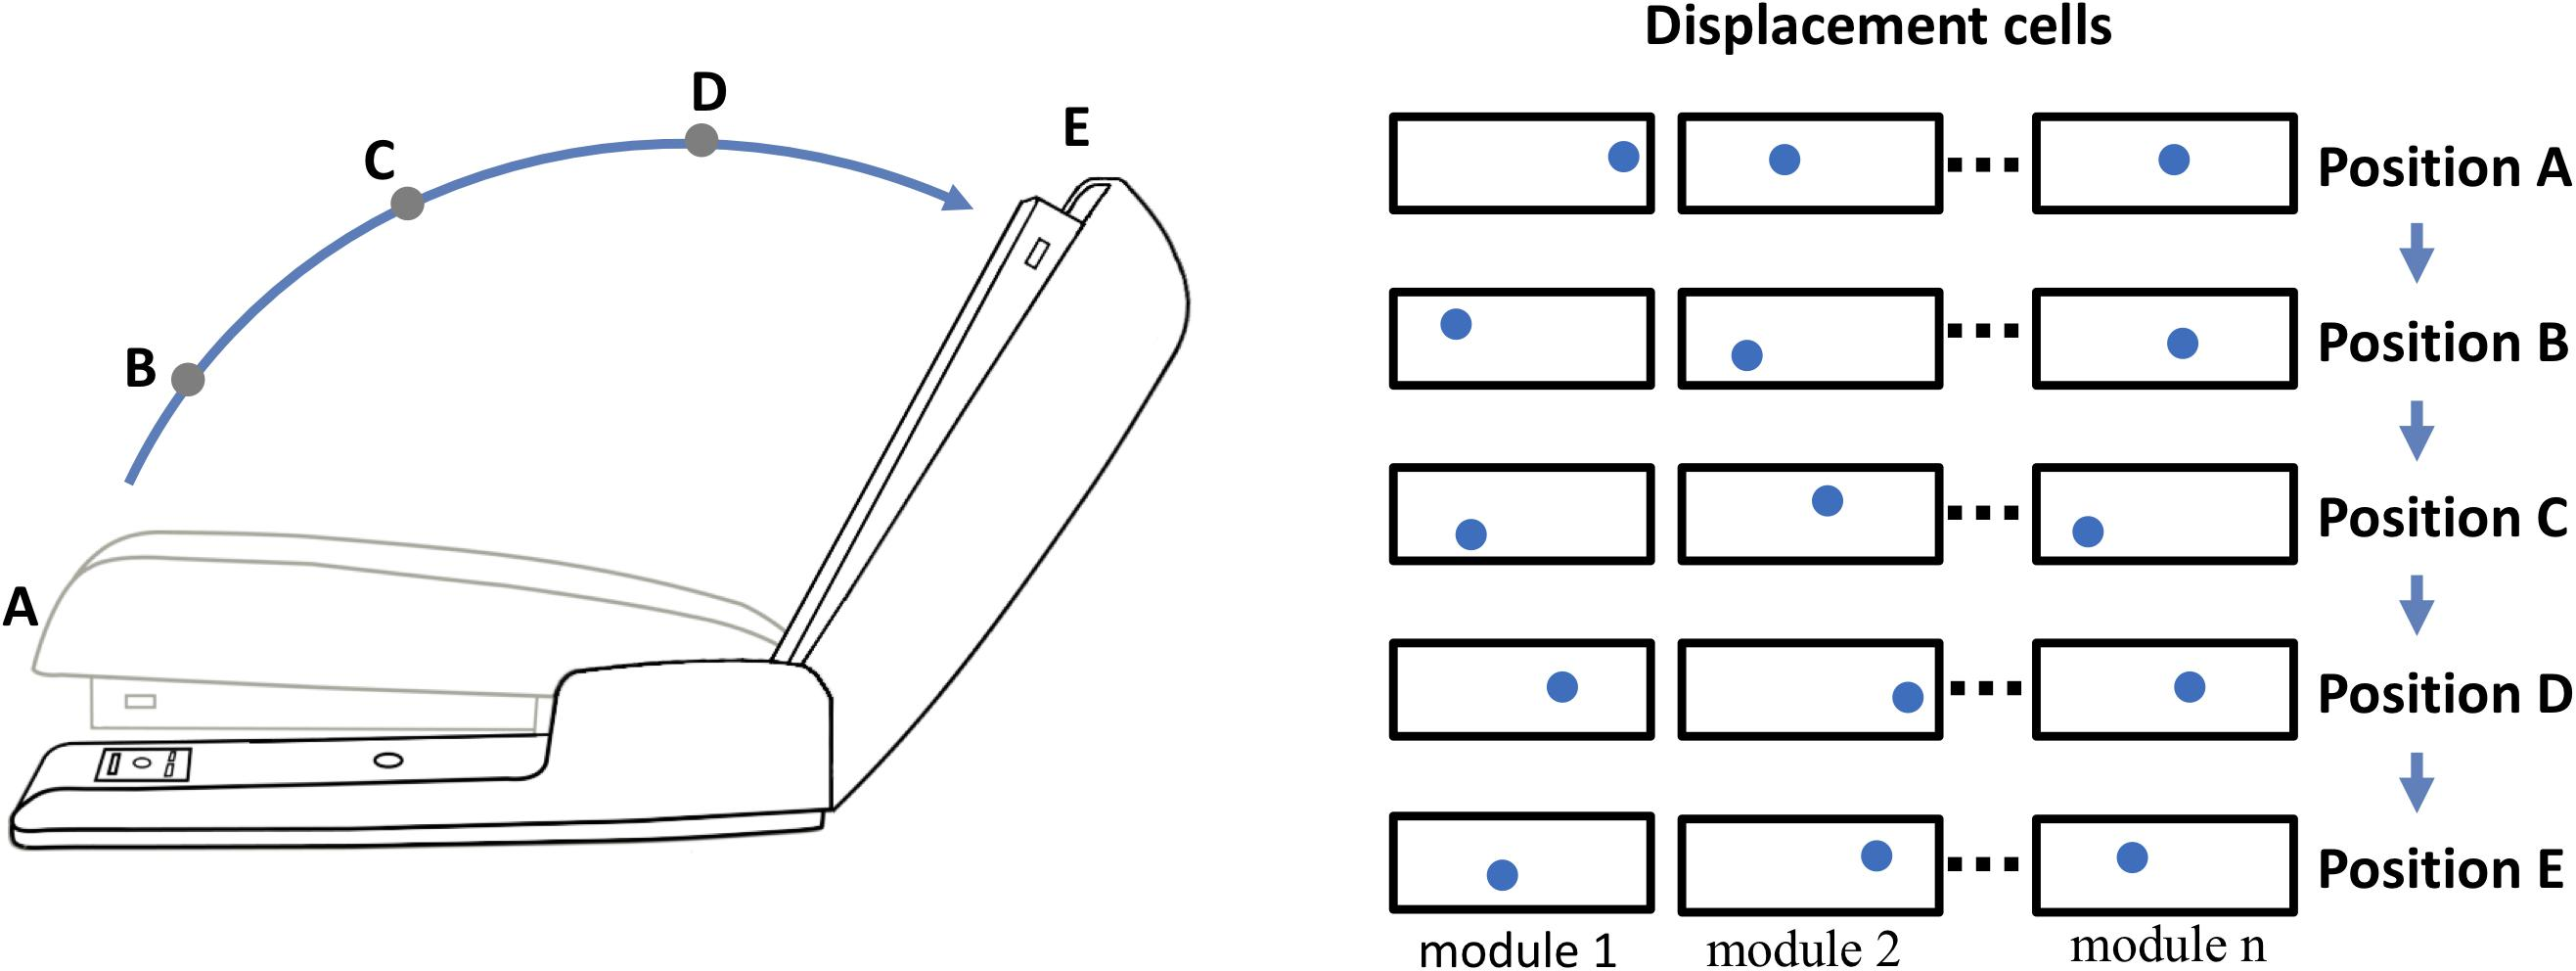 Displacement cells
D
E
C
B
A
Position A
Position B
Position C
Position D
Position E
module 1
module 2
module n